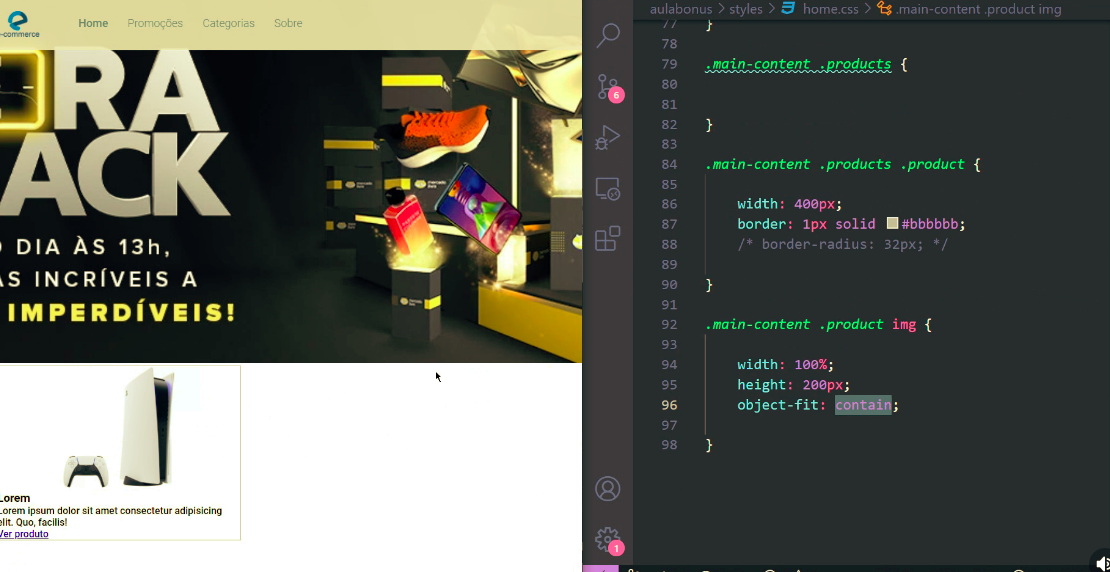 e-commerce
Home Promoções Categorias Sobre
RA
ACK
DIA ÀS 13h,
AS INCRÍVEIS A
IMPERDÍVEIS!
Lorem
Lorem ipsum dolor sit amet consectetur adipisicing
elit. Quo, facilis!
Ver produto
aulabonus > styles > home.css > .main-content .product img
77 }
78
79 .main-content .products {
80
81
82 }
83
84 .main-content .products .product {
85
86 width: 400px;
87 border: 1px solid #bbbbbb;
88 /* border-radius: 32px; */
89
90 }
91
92 .main-content .product img {
93
94 width: 100%;
95 height: 200px;
96 object-fit: contain;
97
98 }
6
1